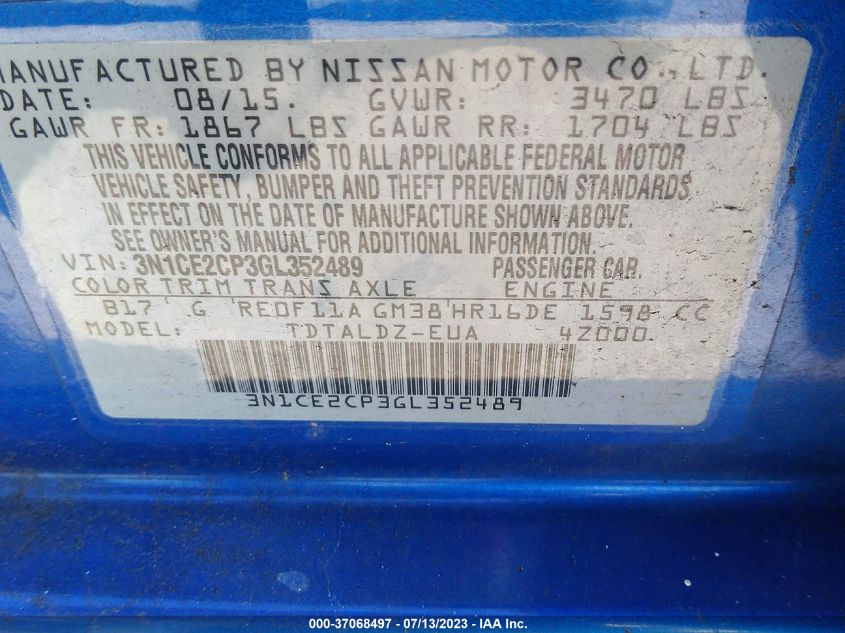 MANUFACTURED BY NISSAN MOTOR CO., LTD.
DATE: 08/15. GVWR: 3470 LBS
GAWR FR: 1867 LBS GAWR RR: 1704 LBS
THIS VEHICLE CONFORMS TO ALL APPLICABLE FEDERAL MOTOR
VEHICLE SAFETY, BUMPER AND THEFT PREVENTION STANDARDS
IN EFFECT ON THE DATE OF MANUFACTURE SHOWN ABOVE.
SEE OWNER'S MANUAL FOR ADDITIONAL INFORMATION.
VIN: 3N1CE2CP3GL352489 PASSENGER CAR.
COLOR TRIM TRANS AXLE ENGINE
B17 G RE0F11A GM38 HR16DE 1598 CC
MODEL: TDTALDZ-EUA 4Z000
3N1CE2CP3GL352489
000-37068497 - 07/13/2023 - IAA Inc.